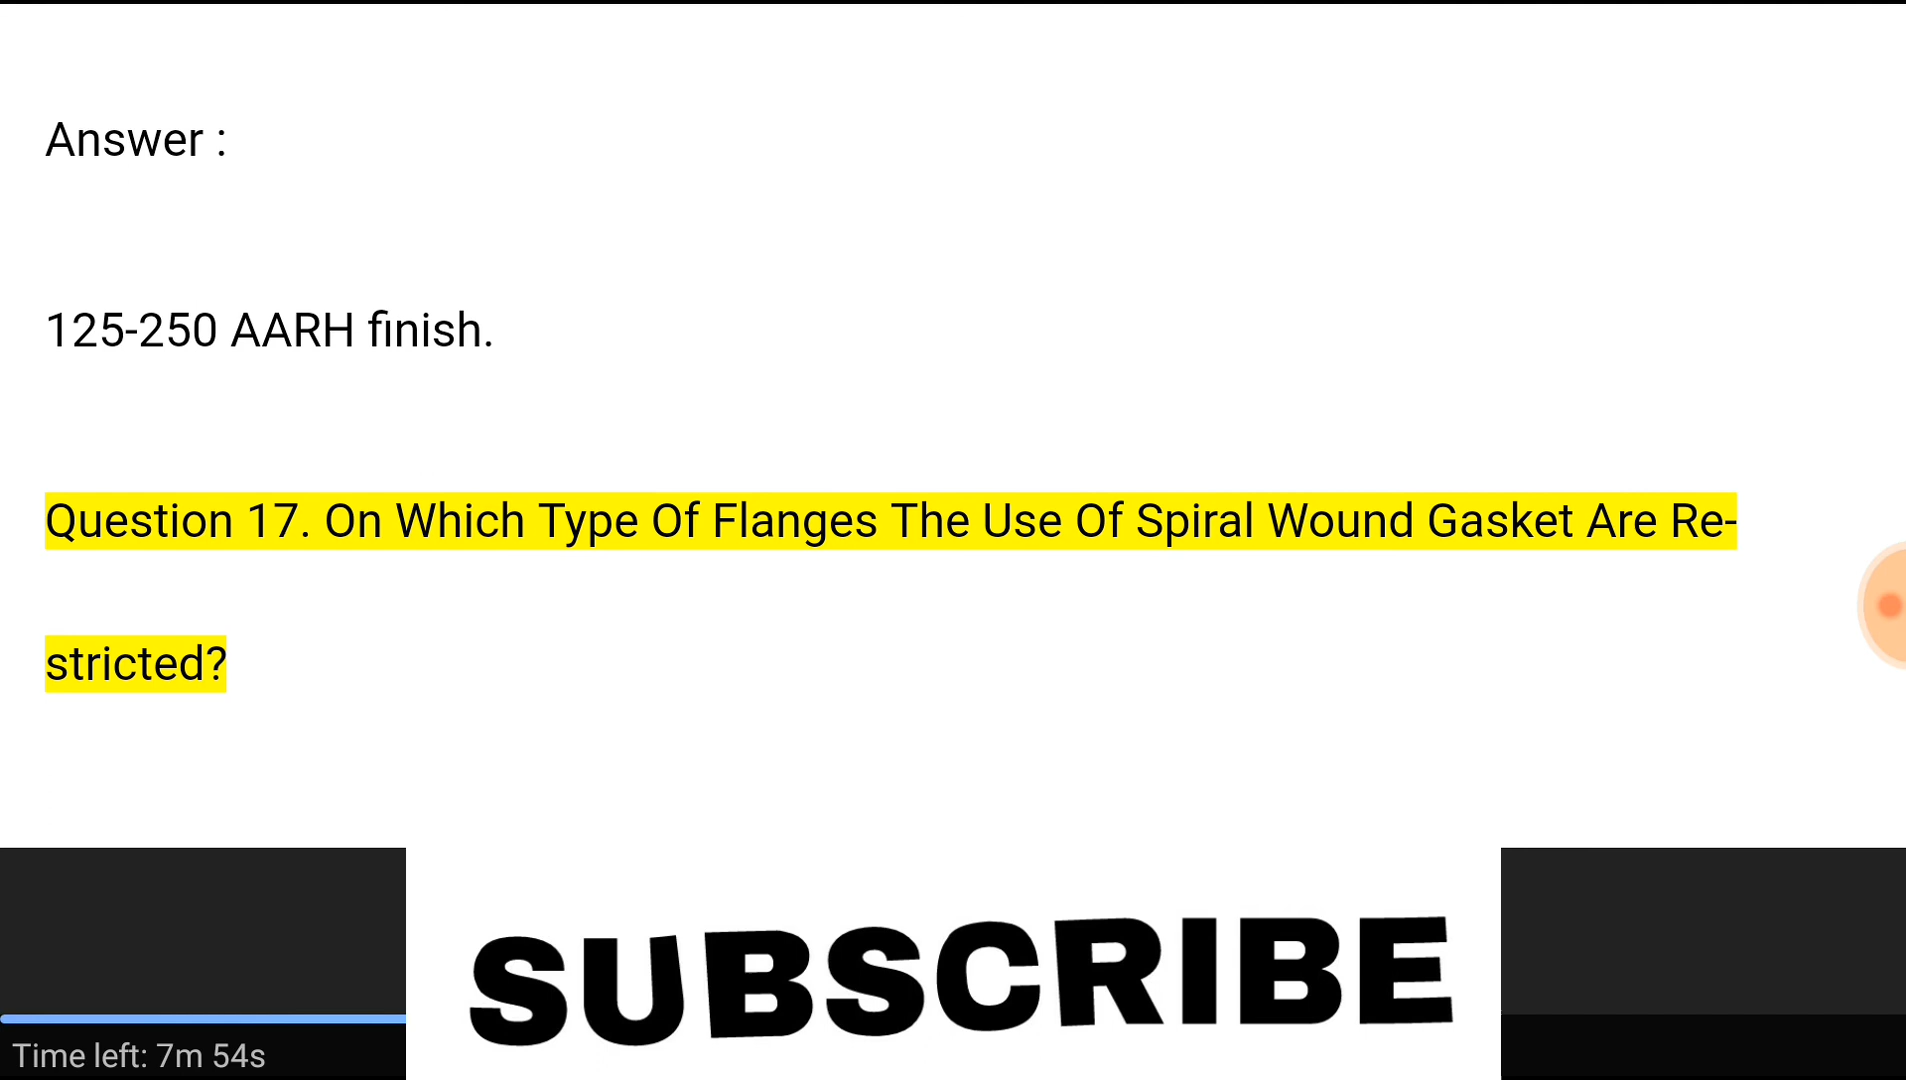 Answer :
125-250 AARH finish.
Question 17. On Which Type Of Flanges The Use Of Spiral Wound Gasket Are Re-
stricted?
SUBSCRIBE
Time left: 7m 54s